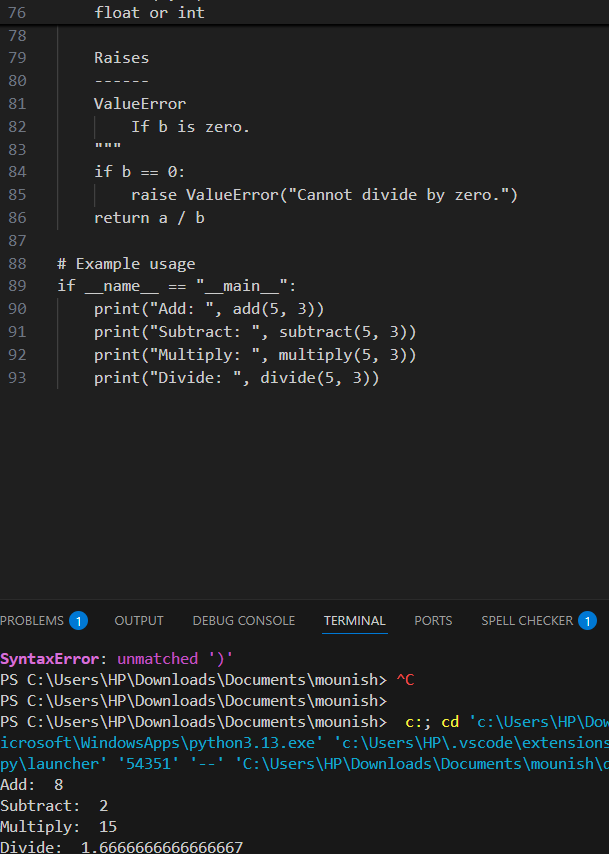 76 float or int
78
79 Raises
80 ------
81 ValueError
82 If b is zero.
83 """
84 if b == 0:
85 raise ValueError("Cannot divide by zero.")
86 return a / b
87
88 # Example usage
89 if __name__ == "__main__":
90 print("Add: ", add(5, 3))
91 print("Subtract: ", subtract(5, 3))
92 print("Multiply: ", multiply(5, 3))
93 print("Divide: ", divide(5, 3))
PROBLEMS 1 OUTPUT DEBUG CONSOLE TERMINAL PORTS SPELL CHECKER 1
SyntaxError: unmatched ')'
PS C:\Users\HP\Downloads\Documents\mounish> ^C
PS C:\Users\HP\Downloads\Documents\mounish>
PS C:\Users\HP\Downloads\Documents\mounish> c:; cd 'c:\Users\HP\Dow
icrosoft\WindowsApps\python3.13.exe' 'c:\Users\HP\.vscode\extensions
py\launcher' '54351' '--' 'C:\Users\HP\Downloads\Documents\mounish\
Add: 8
Subtract: 2
Multiply: 15
Divide: 1.6666666666666667